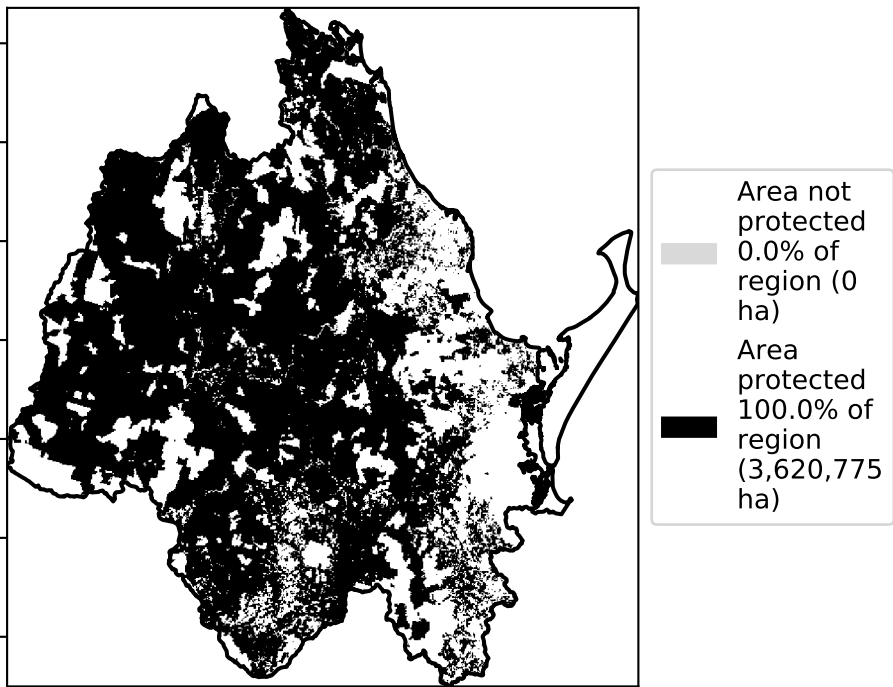 Area not
protected
0.0% of
region (0
ha)
Area
protected
100.0% of
region
(3,620,775
ha)